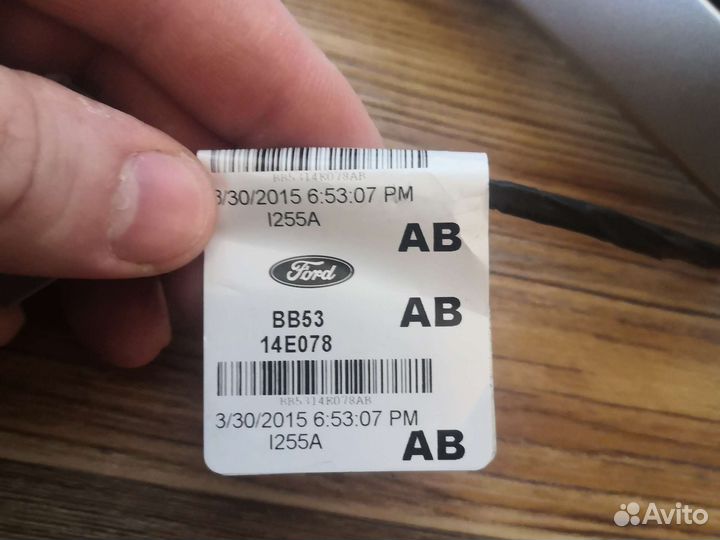 BB5314E078AB
3/30/2015 6:53:07 PM
I255A
AB
Ford
BB53
AB
14E078
BB5314E078AB
3/30/2015 6:53:07 PM
I255A
AB
Avito